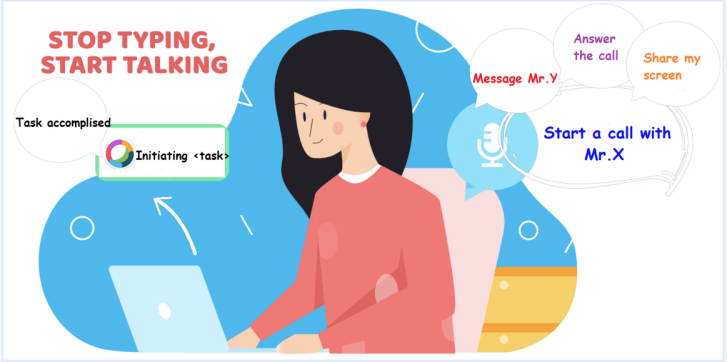 STOP TYPING,
START TALKING
Task accomplised
Initiating <task>
Message Mr.Y
Answer
the call
Share my
screen
Start a call with
Mr.X